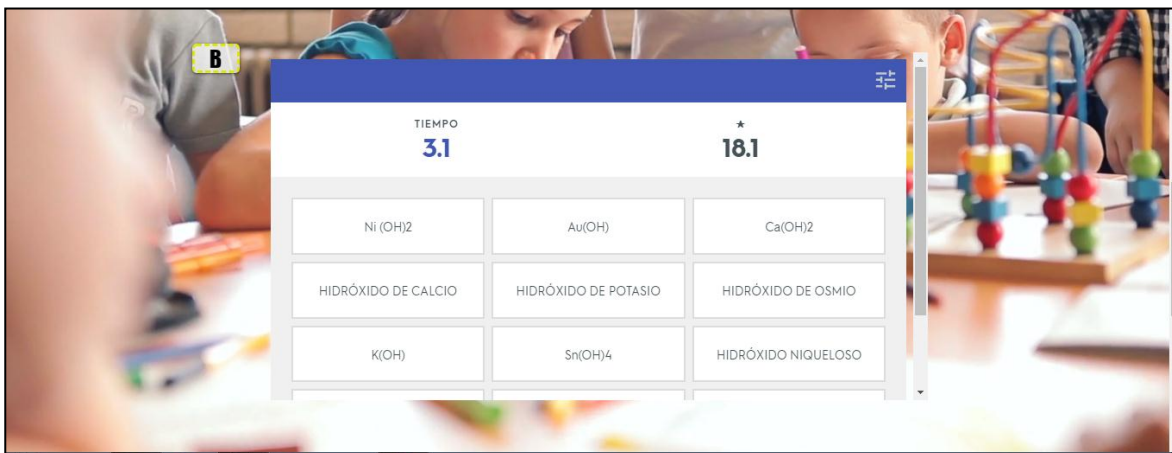 B
TIEMPO
3.1
★
18.1
Ni (OH)2
Au(OH)
Ca(OH)2
HIDRÓXIDO DE CALCIO
HIDRÓXIDO DE POTASIO
HIDRÓXIDO DE OSMIO
K(OH)
Sn(OH)4
HIDRÓXIDO NIQUELOSO